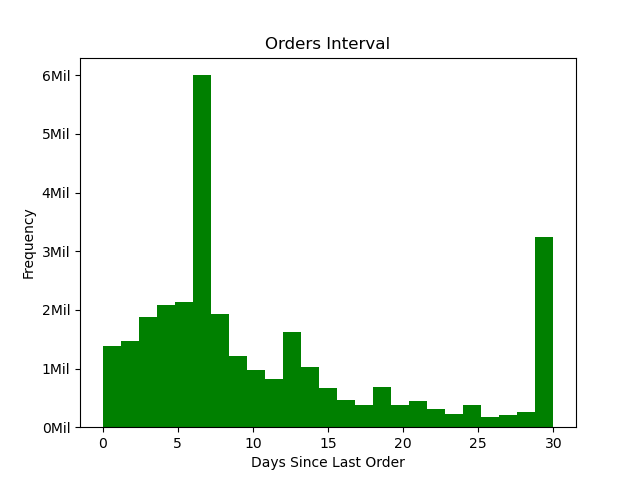 Orders Interval
6Mil
5Mil
4Mil
3Mil
2Mil
1Mil
0Mil
Frequency
0 5 10 15 20 25 30
Days Since Last Order